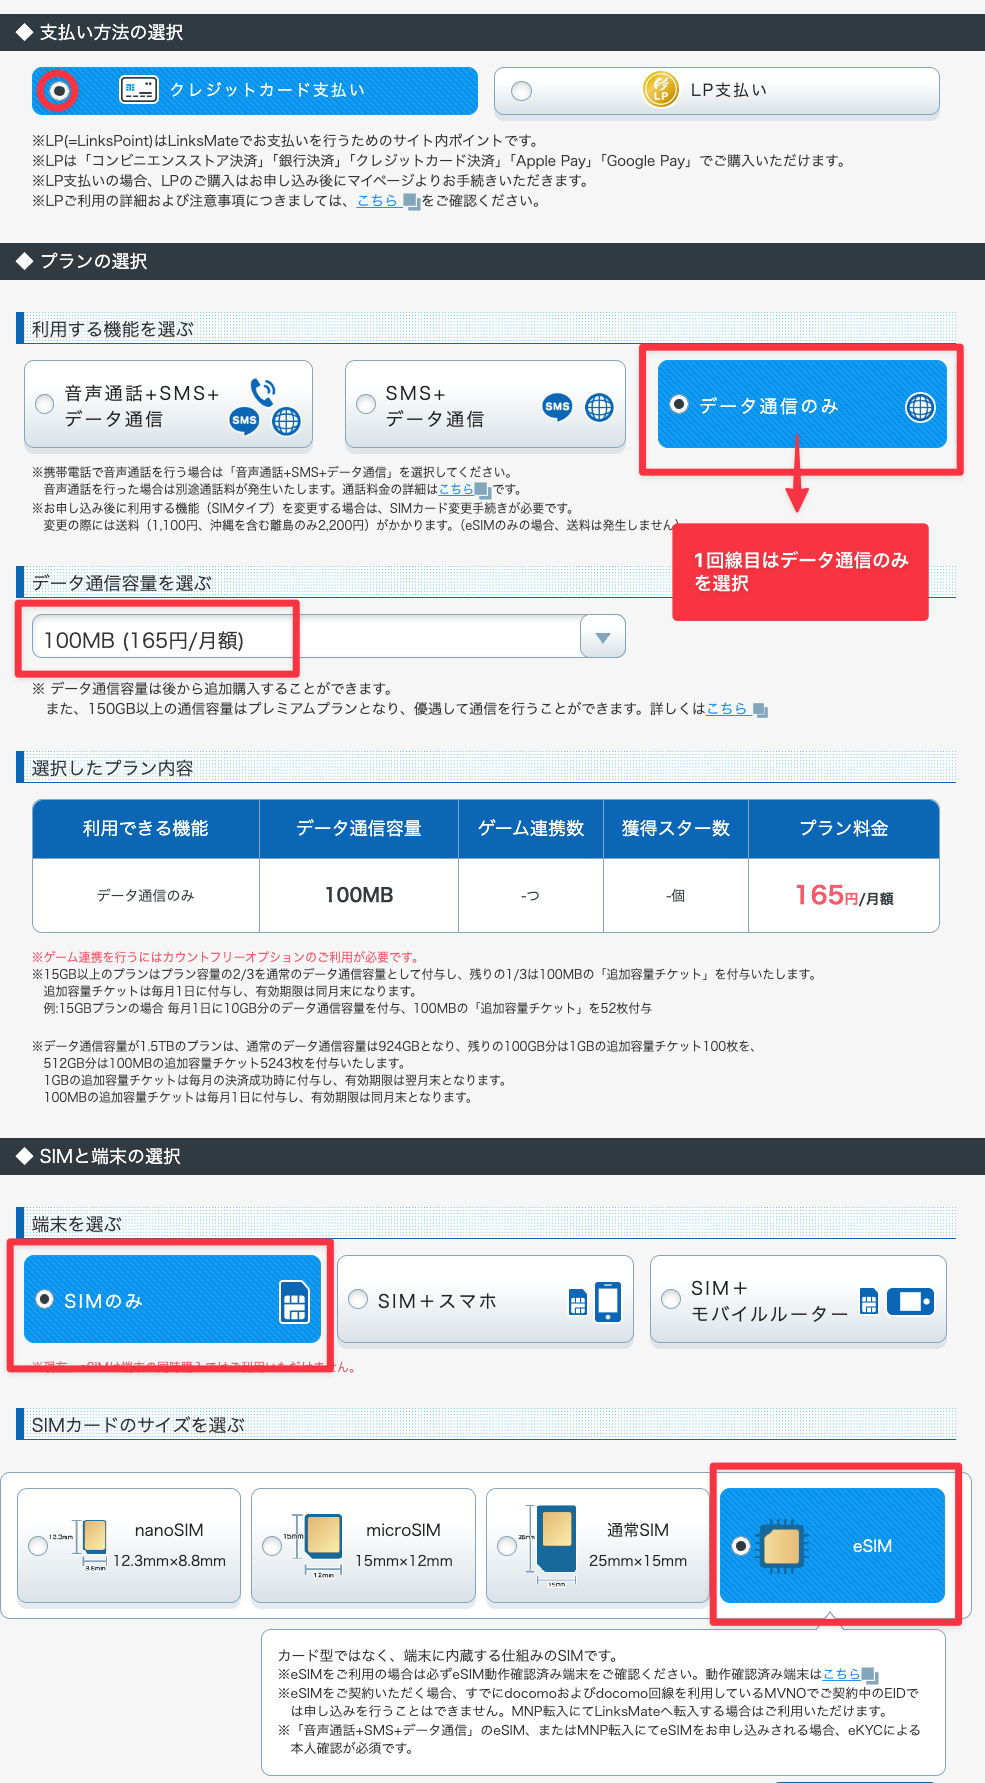 ◆ 支払い方法の選択
クレジットカード支払い
LP
LP支払い
※LP(=LinksPoint)はLinksMateでお支払いを行うためのサイト内ポイントです。
※LPは「コンビニエンスストア決済」「銀行決済」「クレジットカード決済」「Apple Pay」「Google Pay」でご購入いただけます。
※LP支払いの場合、LPのご購入はお申し込み後にマイページよりお手続きいただきます。
※LPご利用の詳細および注意事項につきましては、こちら をご確認ください。
◆ プランの選択
利用する機能を選ぶ
音声通話+SMS+
データ通信
SMS
SMS+
データ通信
SMS
データ通信のみ
※携帯電話で音声通話を行う場合は「音声通話+SMS+データ通信」を選択してください。
音声通話を行った場合は別途通話料が発生いたします。通話料金の詳細はこちらです。
※お申し込み後に利用する機能（SIMタイプ）を変更する場合は、SIMカード変更手続きが必要です。
変更の際には送料（1,100円、沖縄を含む離島のみ2,200円）がかかります。（eSIMのみの場合、送料は発生しません）
1回線目はデータ通信のみ
を選択
データ通信容量を選ぶ
100MB (165円/月額)
※ データ通信容量は後から追加購入することができます。
また、150GB以上の通信容量はプレミアムプランとなり、優遇して通信を行うことができます。詳しくはこちら
選択したプラン内容
利用できる機能 データ通信容量 ゲーム連携数 獲得スター数 プラン料金
データ通信のみ 100MB -つ -個 165円/月額
※ゲーム連携を行うにはカウントフリーオプションのご利用が必要です。
※15GB以上のプランはプラン容量の2/3を通常のデータ通信容量として付与し、残りの1/3は100MBの「追加容量チケット」を付与いたします。
追加容量チケットは毎月1日に付与し、有効期限は同月末になります。
例:15GBプランの場合 毎月1日に10GB分のデータ通信容量を付与、100MBの「追加容量チケット」を52枚付与
※データ通信容量が1.5TBのプランは、通常のデータ通信容量は924GBとなり、残りの100GB分は1GBの追加容量チケット100枚を、
512GB分は100MBの追加容量チケット5243枚を付与いたします。
1GBの追加容量チケットは毎月の決済成功時に付与し、有効期限は翌月末となります。
100MBの追加容量チケットは毎月1日に付与し、有効期限は同月末となります。
◆ SIMと端末の選択
端末を選ぶ
SIMのみ
SIM＋スマホ
SIM＋
モバイルルーター
※現在、eSIMは端末の同時購入ではご利用いただけません。
SIMカードのサイズを選ぶ
12.3mm
8.8mm
nanoSIM
12.3mm×8.8mm
15mm
12mm
microSIM
15mm×12mm
25mm
15mm
通常SIM
25mm×15mm
eSIM
カード型ではなく、端末に内蔵する仕組みのSIMです。
※eSIMをご利用の場合は必ずeSIM動作確認済み端末をご確認ください。動作確認済み端末はこちら
※eSIMをご契約いただく場合、すでにdocomoおよびdocomo回線を利用しているMVNOでご契約中のEIDで
は申し込みを行うことはできません。MNP転入にてLinksMateへ転入する場合はご利用いただけます。
※「音声通話+SMS+データ通信」のeSIM、またはMNP転入にてeSIMをお申し込みされる場合、eKYCによる
本人確認が必須です。